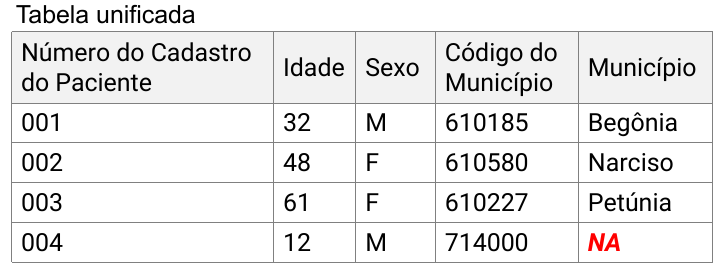 Tabela unificada
Número do Cadastro do Paciente Idade Sexo Código do Município Município
001 32 M 610185 Begônia
002 48 F 610580 Narciso
003 61 F 610227 Petúnia
004 12 M 714000 NA